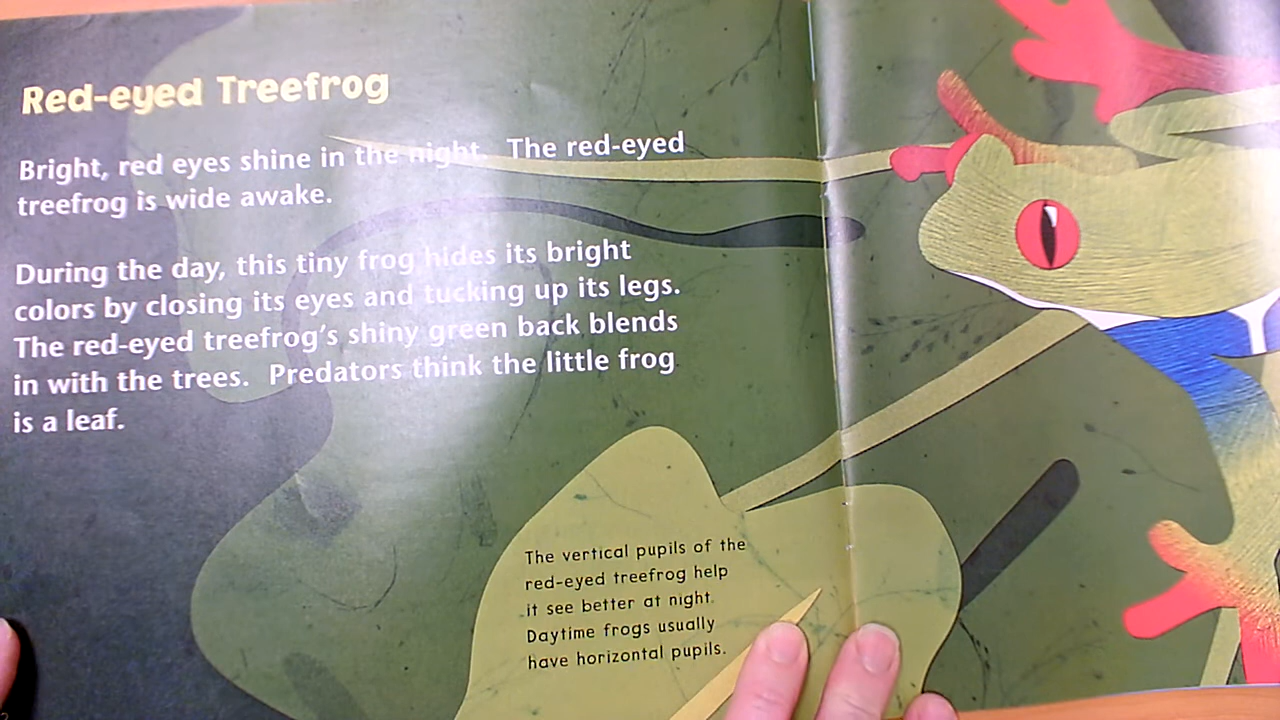 Red-eyed Treefrog
Bright, red eyes shine in the night. The red-eyed
treefrog is wide awake.
During the day, this tiny frog hides its bright
colors by closing its eyes and tucking up its legs.
The red-eyed treefrog's shiny green back blends
in with the trees. Predators think the little frog
is a leaf.
The vertical pupils of the
red-eyed treefrog help
it see better at night.
Daytime frogs usually
have horizontal pupils.